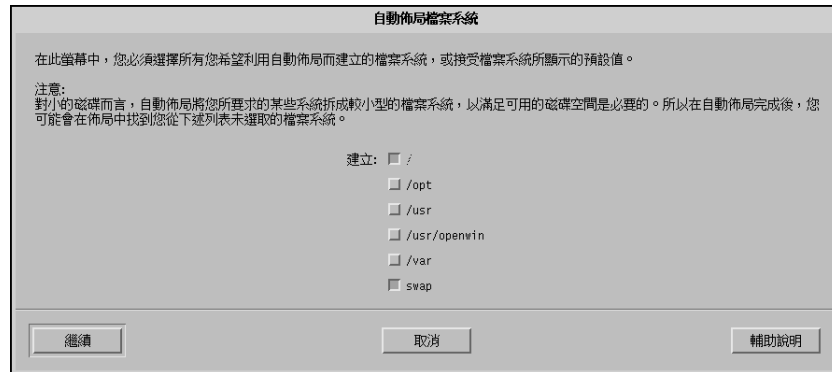 自動佈局檔案系統
在此螢幕中，您必須選擇所有您希望利用自動佈局而建立的檔案系統，或接受檔案系統所顯示的預設值。
注意:
對小的磁碟而言，自動佈局將您所要求的某些系統拆成較小型的檔案系統，以滿足可用的磁碟空間是必要的。所以在自動佈局完成後，您
可能會在佈局中找到您從下述列表未選取的檔案系統。
建立: /
/opt
/usr
/usr/openwin
/var
swap
繼續 取消 輔助說明